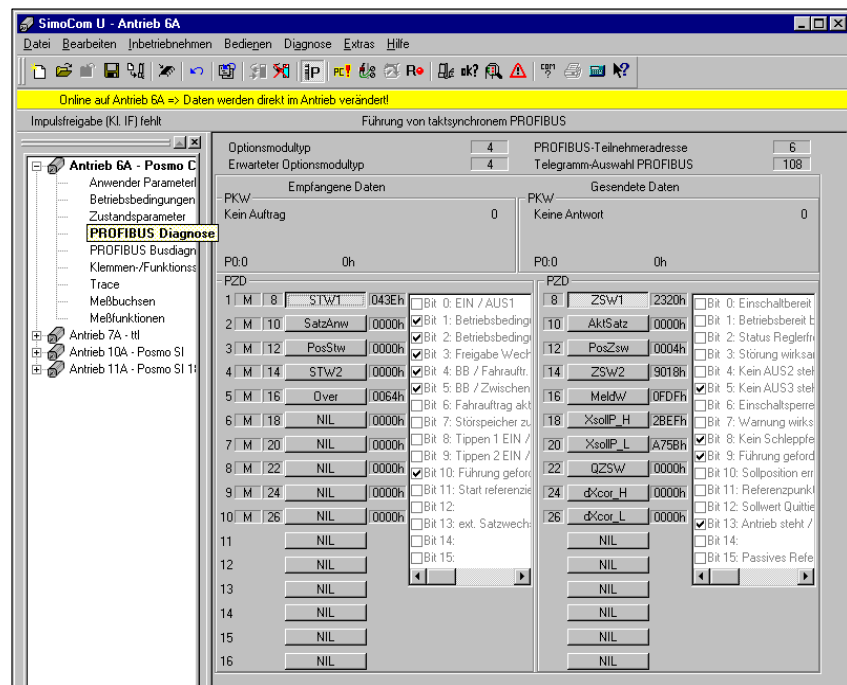 SimoCom U - Antrieb 6A
Datei Bearbeiten Inbetriebnehmen Bedienen Diagnose Extras Hilfe
Online auf Antrieb 6A => Daten werden direkt im Antrieb verändert!
Impulsfreigabe (Kl. IF) fehlt Führung von taktsynchronem PROFIBUS
Antrieb 6A - Posmo C
Anwender Parameterl
Betriebsbedingungen
Zustandsparameter
PROFIBUS Diagnose
PROFIBUS Busdiagn
Klemmen-/Funktionss
Trace
Meßbuchsen
Meßfunktionen
Antrieb 7A - ttl
Antrieb 10A - Posmo SI
Antrieb 11A - Posmo SI 18
Optionsmodultyp 4 PROFIBUS-Teilnehmeradresse 6
Erwarteter Optionsmodultyp 4 Telegramm-Auswahl PROFIBUS 108
Empfangene Daten Gesendete Daten
PKW PKW
Kein Auftrag 0 Keine Antwort 0
P0:0 0h P0:0 0h
PZD PZD
1 M 8 STW1 043Eh
2 M 10 SatzAnw 0000h
3 M 12 PosStw 0000h
4 M 14 STW2 0000h
5 M 16 Over 0064h
6 M 18 NIL 0000h
7 M 20 NIL 0000h
8 M 22 NIL 0000h
9 M 24 NIL 0000h
10 M 26 NIL 0000h
11 NIL
12 NIL
13 NIL
14 NIL
15 NIL
16 NIL
Bit 0: EIN / AUS1
Bit 1: Betriebsbeding
Bit 2: Betriebsbeding
Bit 3: Freigabe Wech
Bit 4: BB / Fahrauftr.
Bit 5: BB / Zwischen
Bit 6: Fahrauftrag akt
Bit 7: Störspeicher zu
Bit 8: Tippen 1 EIN /
Bit 9: Tippen 2 EIN /
Bit 10: Führung geford
Bit 11: Start referenzie
Bit 12:
Bit 13: ext. Satzwech
Bit 14:
Bit 15:
8 ZSW1 2320h
10 AktSatz 0000h
12 PosZsw 0004h
14 ZSW2 9018h
16 MeldW 0FDFh
18 XsollP_H 2BEFh
20 XsollP_L A75Bh
22 QZSW 0000h
24 dXcor_H 0000h
26 dXcor_L 0000h
NIL
NIL
NIL
NIL
NIL
NIL
Bit 0: Einschaltbereit
Bit 1: Betriebsbereit b
Bit 2: Status Reglerfr
Bit 3: Störung wirksa
Bit 4: Kein AUS2 steh
Bit 5: Kein AUS3 steh
Bit 6: Einschaltsperre
Bit 7: Warnung wirks
Bit 8: Kein Schleppfe
Bit 9: Führung geford
Bit 10: Sollposition err
Bit 11: Referenzpunkt
Bit 12: Sollwert Quittie
Bit 13: Antrieb steht /
Bit 14:
Bit 15: Passives Refe